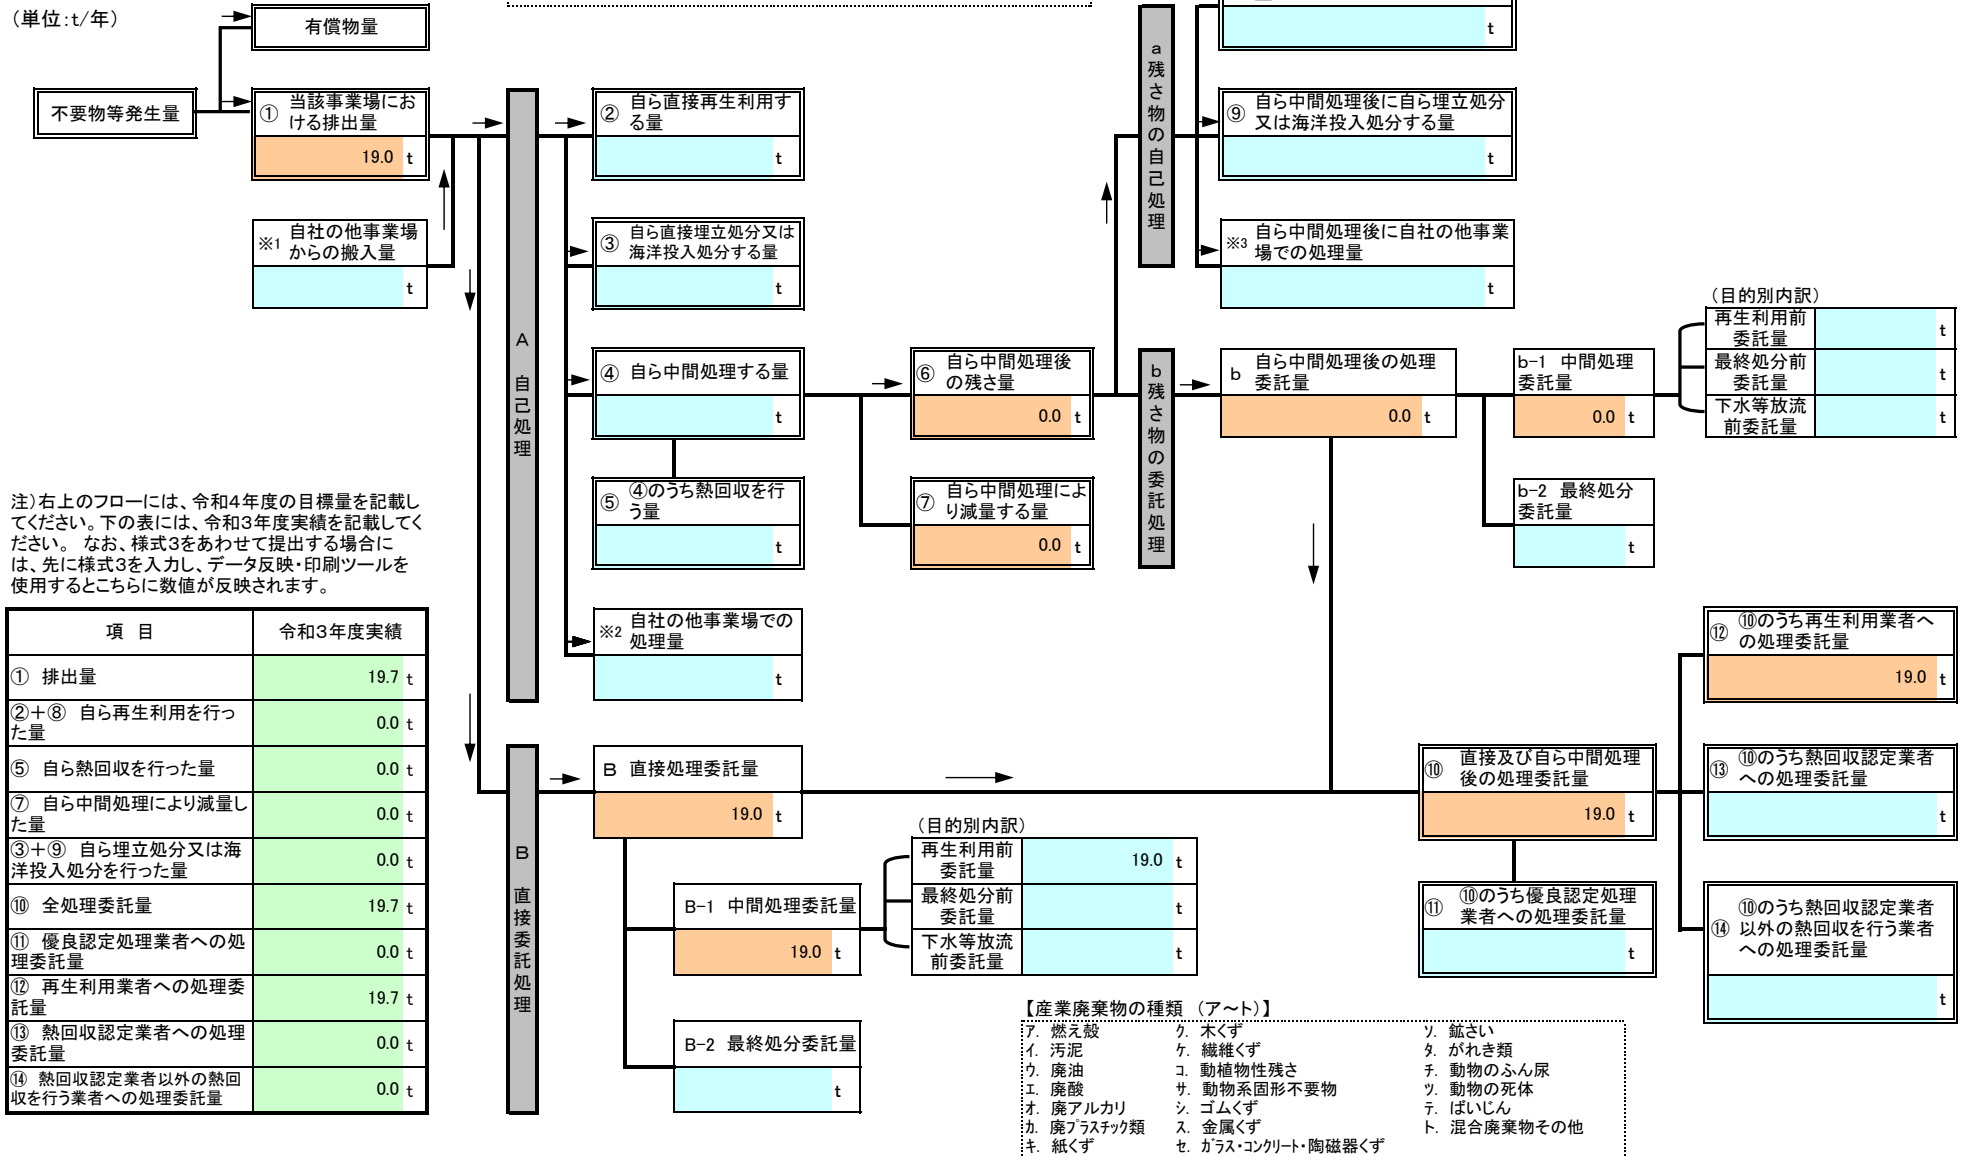 (単位:t/年)
有償物量
t
不要物等発生量
① 当該事業場にお
ける排出量
19.0 t
※1 自社の他事業場
からの搬入量
t
A 自己処理
② 自ら直接再生利用す
る量
t
③ 自ら直接埋立処分又は
海洋投入処分する量
t
④ 自ら中間処理する量
t
⑤ ④のうち熱回収を行
う量
t
※2 自社の他事業場での
処理量
t
⑥ 自ら中間処理後
の残さ量
0.0 t
⑦ 自ら中間処理によ
り減量する量
0.0 t
a 残さ物の自己処理
⑨ 自ら中間処理後に自ら埋立処分
又は海洋投入処分する量
t
※3 自ら中間処理後に自社の他事業
場での処理量
t
b 残さ物の委託処理
b 自ら中間処理後の処理
委託量
0.0 t
b-1 中間処理
委託量
0.0 t
b-2 最終処分
委託量
t
(目的別内訳)
再生利用前
委託量
t
最終処分前
委託量
t
下水等放流
前委託量
t
注)右上のフローには、令和4年度の目標量を記載し
てください。下の表には、令和3年度実績を記載してく
ださい。 なお、様式3をあわせて提出する場合に
は、先に様式3を入力し、データ反映・印刷ツールを
使用するとこちらに数値が反映されます。
項 目 令和3年度実績
① 排出量 19.7 t
②+⑧ 自ら再生利用を行っ
た量 0.0 t
⑤ 自ら熱回収を行った量 0.0 t
⑦ 自ら中間処理により減量し
た量 0.0 t
③+⑨ 自ら埋立処分又は海
洋投入処分を行った量 0.0 t
⑩ 全処理委託量 19.7 t
⑪ 優良認定処理業者への処
理委託量 0.0 t
⑫ 再生利用業者への処理委
託量 19.7 t
⑬ 熱回収認定業者への処理
委託量 0.0 t
⑭ 熱回収認定業者以外の熱回
収を行う業者への処理委託量 0.0 t
B 直接委託処理
B 直接処理委託量
19.0 t
B-1 中間処理委託量
19.0 t
B-2 最終処分委託量
t
(目的別内訳)
再生利用前
委託量
19.0 t
最終処分前
委託量
t
下水等放流
前委託量
t
⑩ 直接及び自ら中間処理
後の処理委託量
19.0 t
⑪ ⑩のうち優良認定処理
業者への処理委託量
t
⑫ ⑩のうち再生利用業者へ
の処理委託量
19.0 t
⑬ ⑩のうち熱回収認定業者
への処理委託量
t
⑭ ⑩のうち熱回収認定業者
以外の熱回収を行う業者
への処理委託量
t
【産業廃棄物の種類 (ア~ト)】
ア. 燃え殻 ク. 木くず ソ. 鉱さい
イ. 汚泥 ケ. 繊維くず タ. がれき類
ウ. 廃油 コ. 動植物性残さ チ. 動物のふん尿
エ. 廃酸 サ. 動物系固形不要物 ツ. 動物の死体
オ. 廃アルカリ シ. ゴムくず テ. ばいじん
カ. 廃プラスチック類 ス. 金属くず ト. 混合廃棄物その他
キ. 紙くず セ. ガラス・コンクリート・陶磁器くず